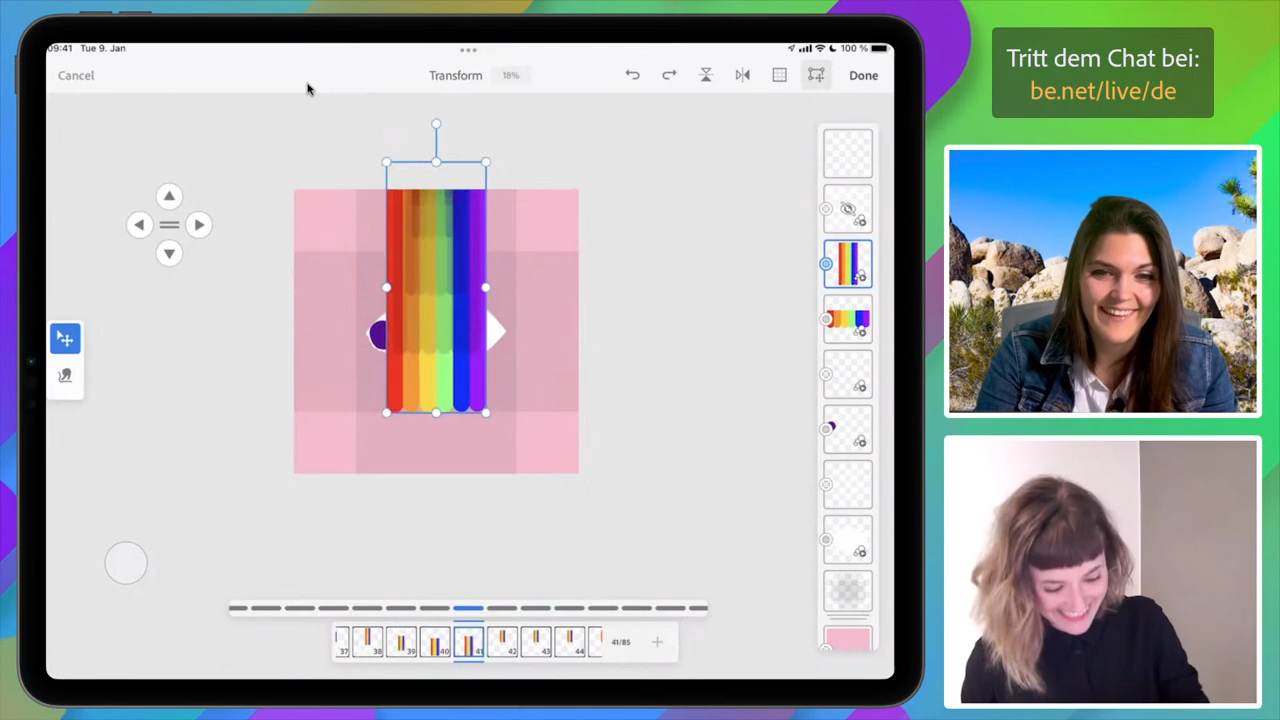 09:41 Tue 9. Jan
100 %
Cancel
Transform 18%
Done
37 38 39 40 41 42 43 44
41/85
Tritt dem Chat bei:
be.net/live/de